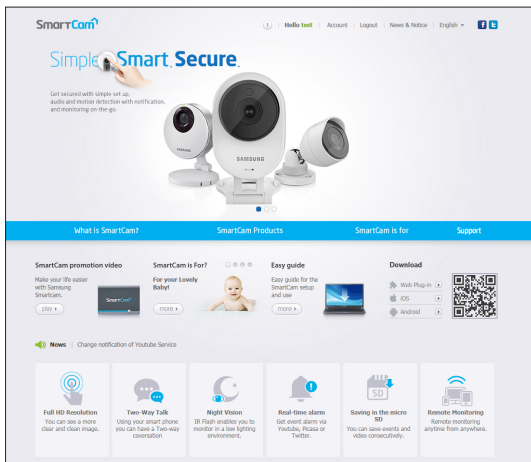 SmartCam
Hello test | Account | Logout | News & Notice | English
Simple. Smart. Secure.
Get secured with simple set up,
audio and motion detection with notification,
and monitoring on-the-go.
SAMSUNG
SAMSUNG
What is SmartCam? SmartCam Products SmartCam is for Support
SmartCam promotion video
Make your life easier
with Samsung
Smartcam.
play
SmartCam
SmartCam is For?
For your Lovely
Baby!
more
Easy guide
Easy guide for the
SmartCam setup
and use
more
Download
Web Plug-in
iOS
Android
News | Change notification of Youtube Service
Full HD Resolution
You can see a more
clear and clean image.
Two-Way Talk
Using your smart phone
you can have a Two-way
coversation
Night Vision
IR Flash enables you to
monitor in a low lighting
environment.
Real-time alarm
Get event alarm via
Youtube, Picasa or
Twitter.
SD
Saving in the micro
SD
You can save events and
video consecutively.
Remote Monitoring
Remote monitoring
anytime from anywhere.